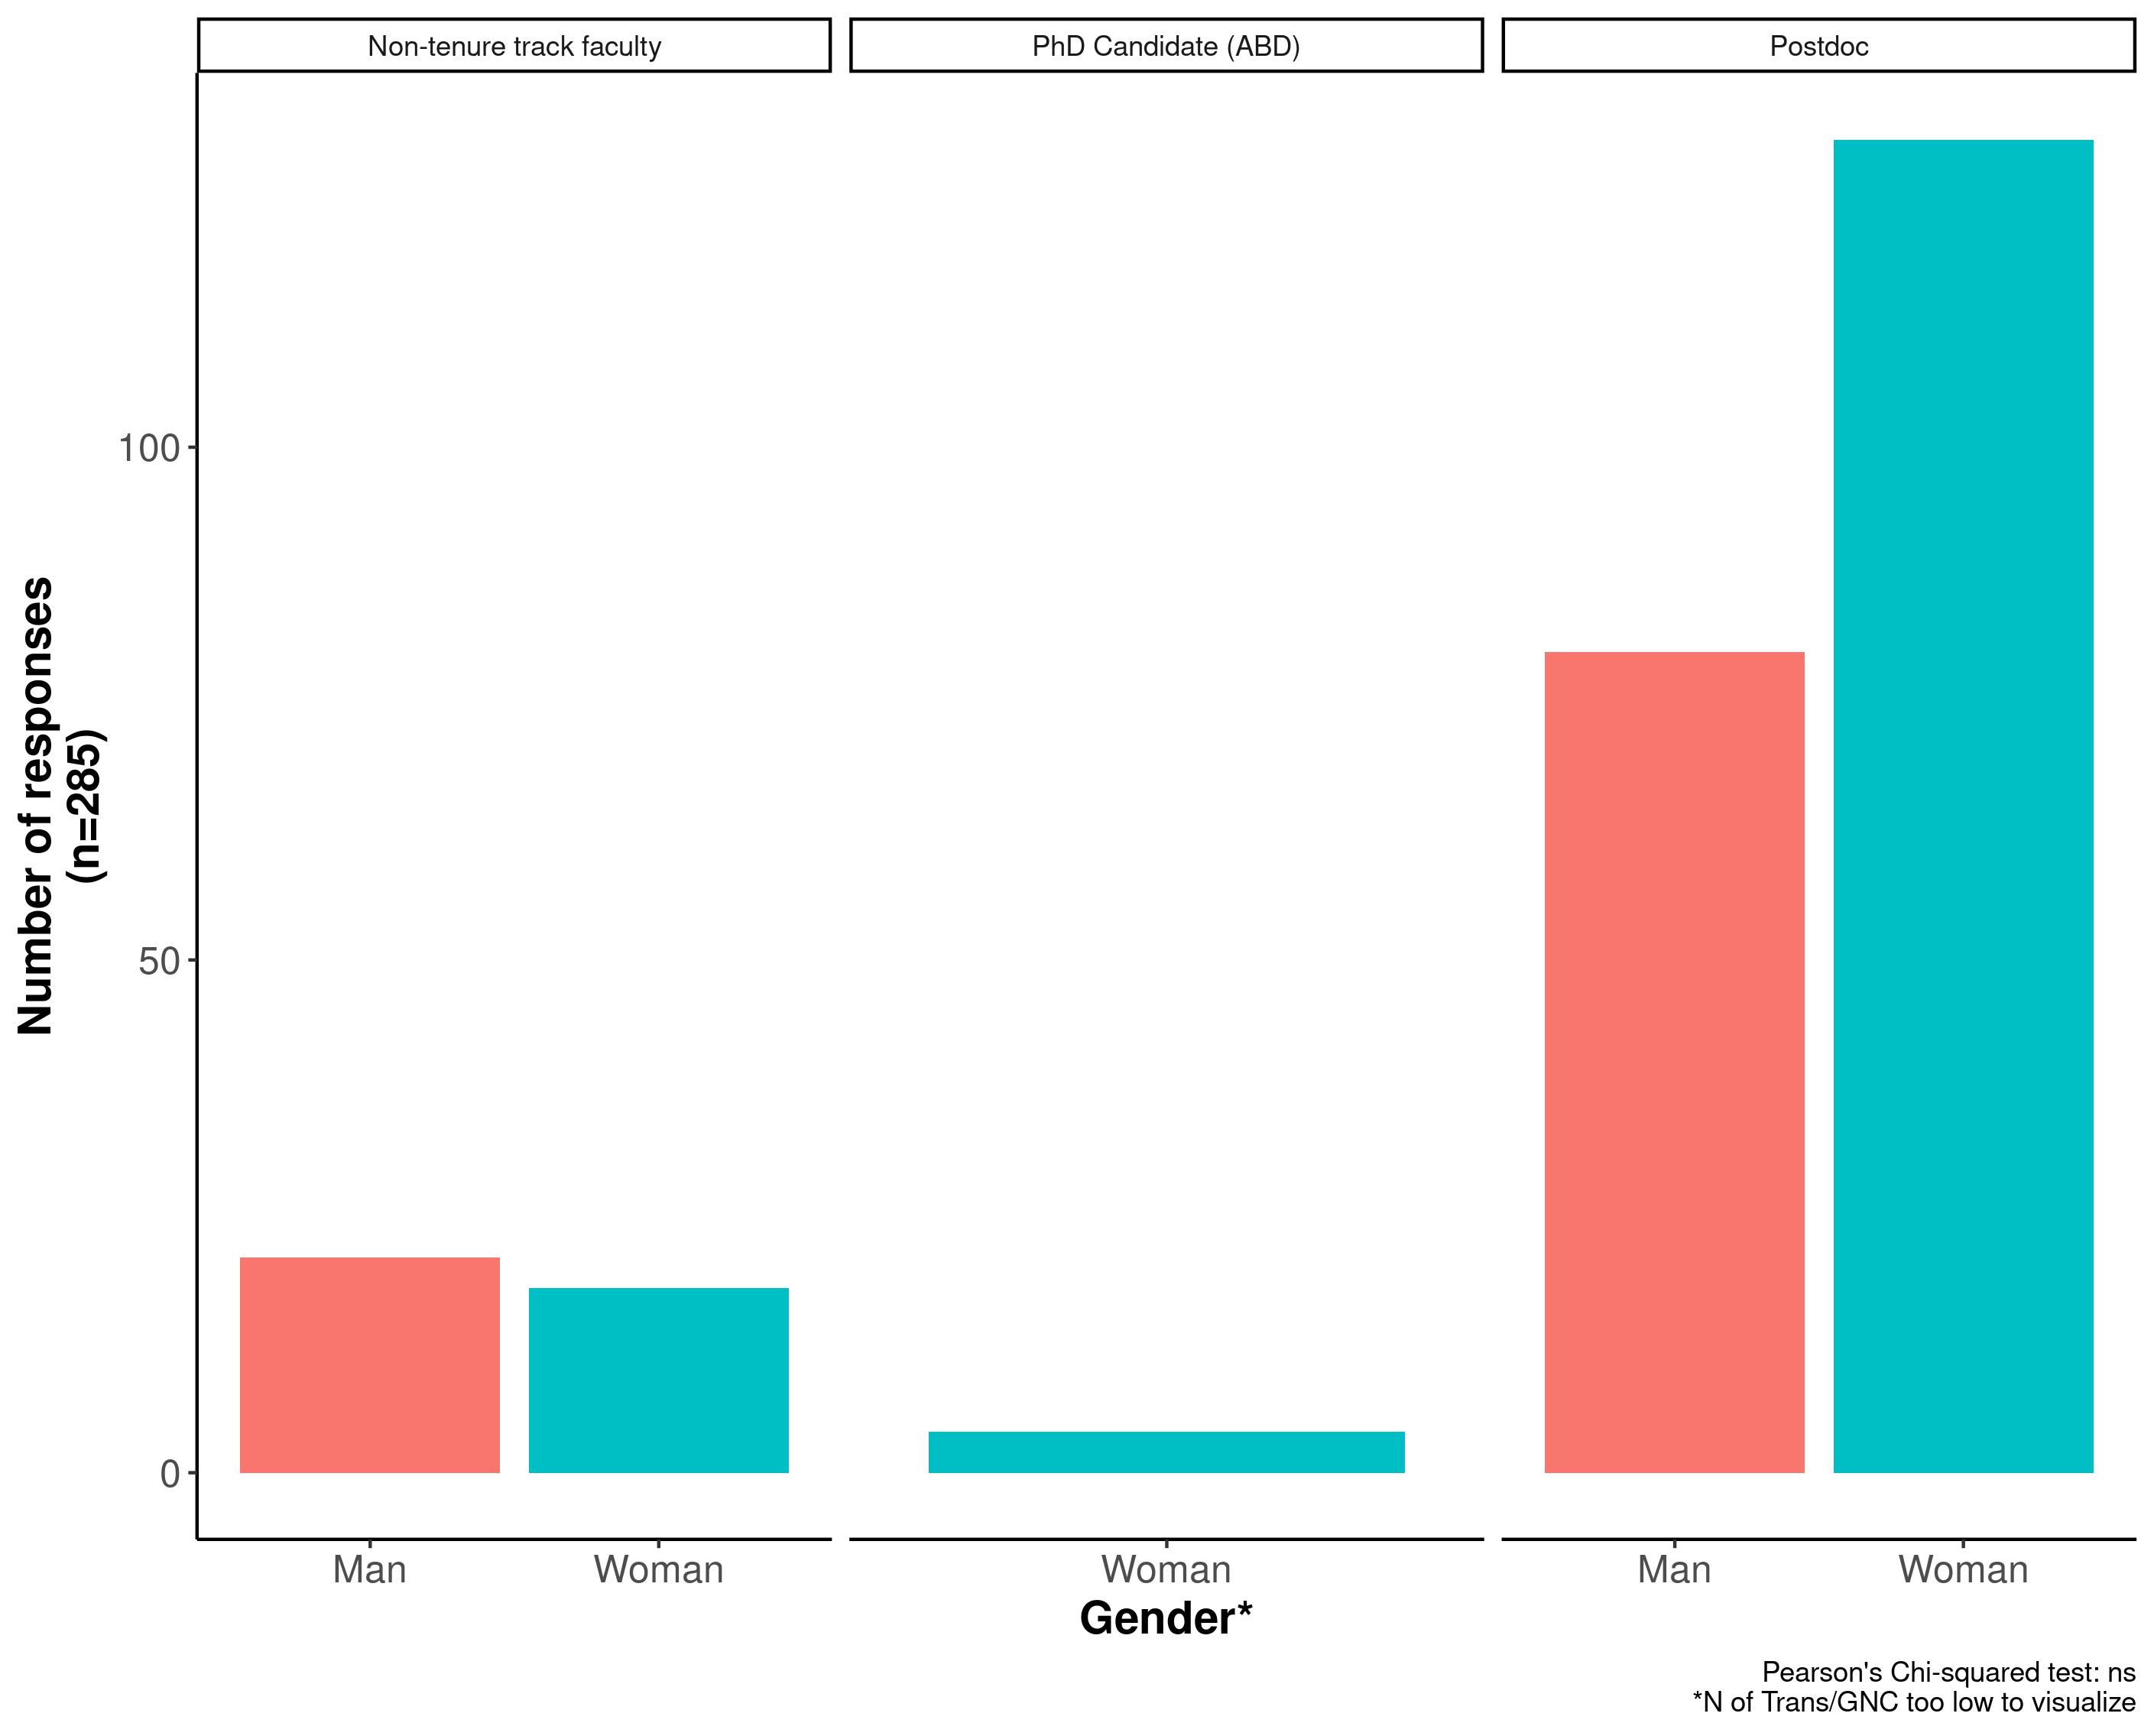 Non-tenure track faculty
PhD Candidate (ABD)
Postdoc
Number of responses
(n=285)
100
50
0
Man
Woman
Woman
Man
Woman
Gender*
Pearson's Chi-squared test: ns
*N of Trans/GNC too low to visualize